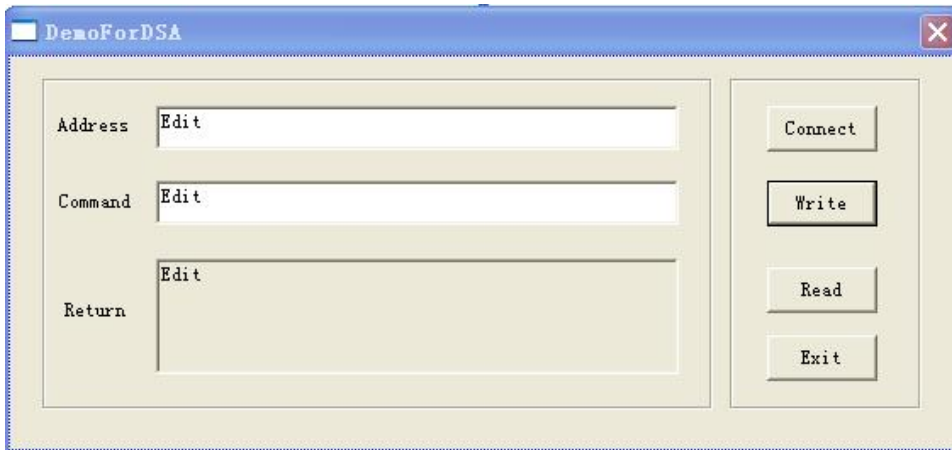 DemoForDSA
Address
Edit
Connect
Command
Edit
Write
Return
Edit
Read
Exit